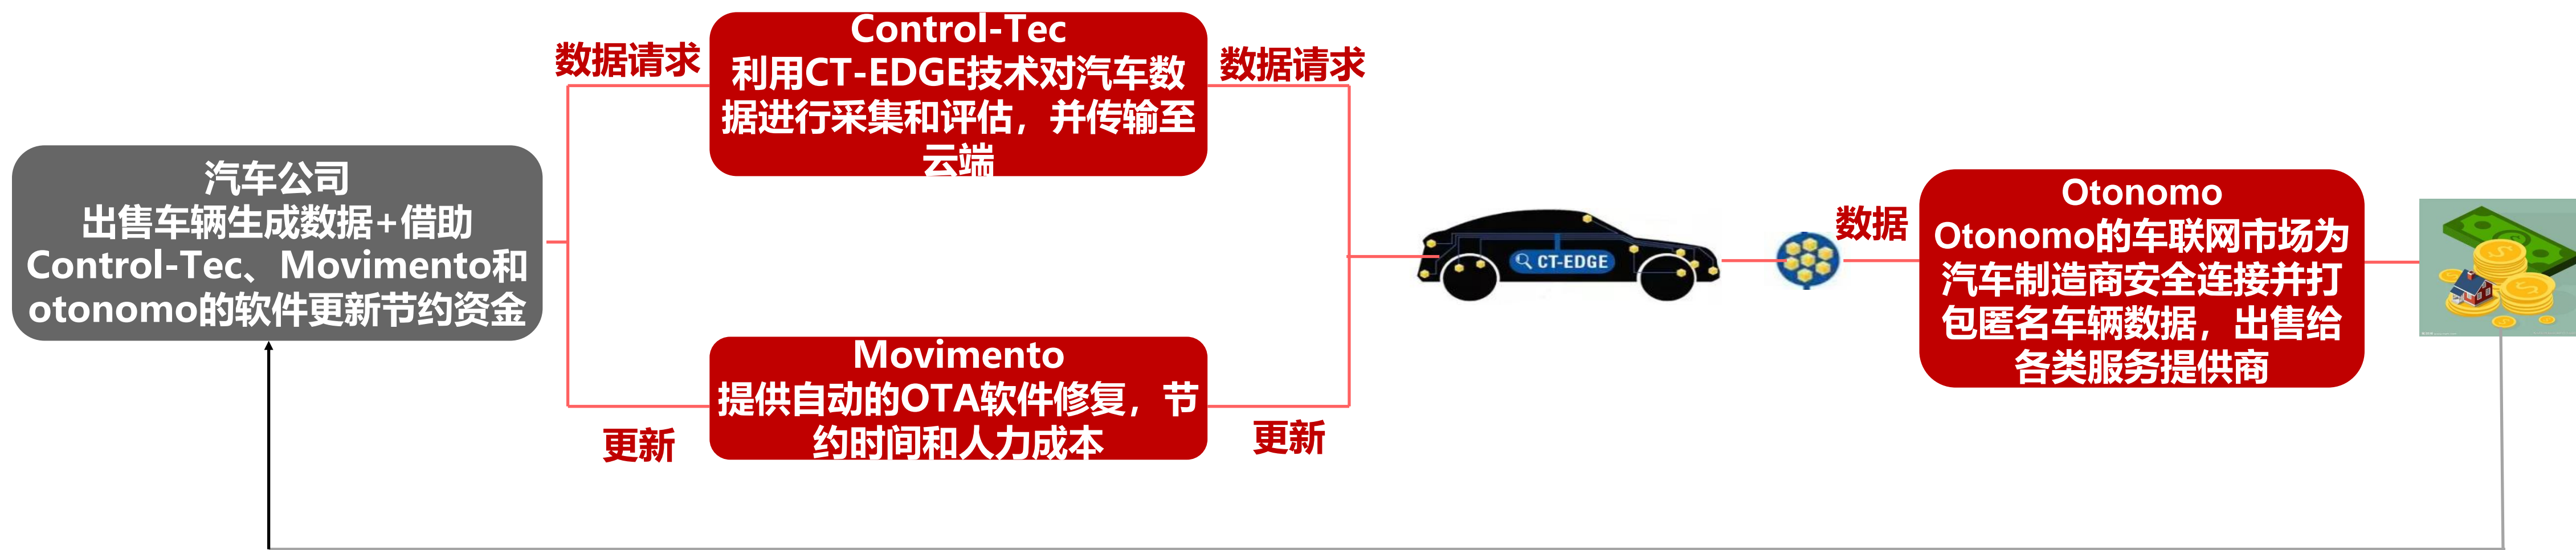 汽车公司
出售车辆生成数据+借助
Control-Tec、Movimento和
otonomo的软件更新节约资金
数据请求
Control-Tec
利用CT-EDGE技术对汽车数
据进行采集和评估，并传输至
云端
数据请求
更新
Movimento
提供自动的OTA软件修复，节
约时间和人力成本
更新
CT-EDGE
数据
Otonomo
Otonomo的车联网市场为
汽车制造商安全连接并打
包匿名车辆数据，出售给
各类服务提供商